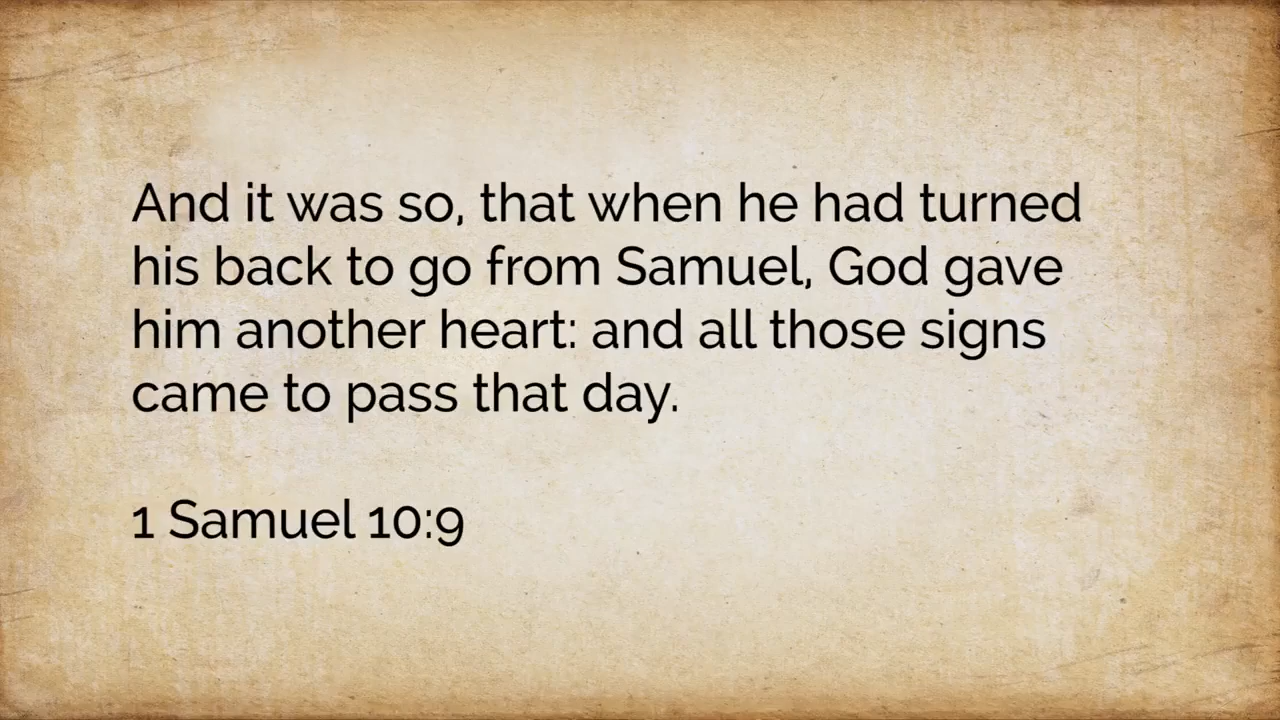 And it was so, that when he had turned
his back to go from Samuel, God gave
him another heart: and all those signs
came to pass that day.
1 Samuel 10:9